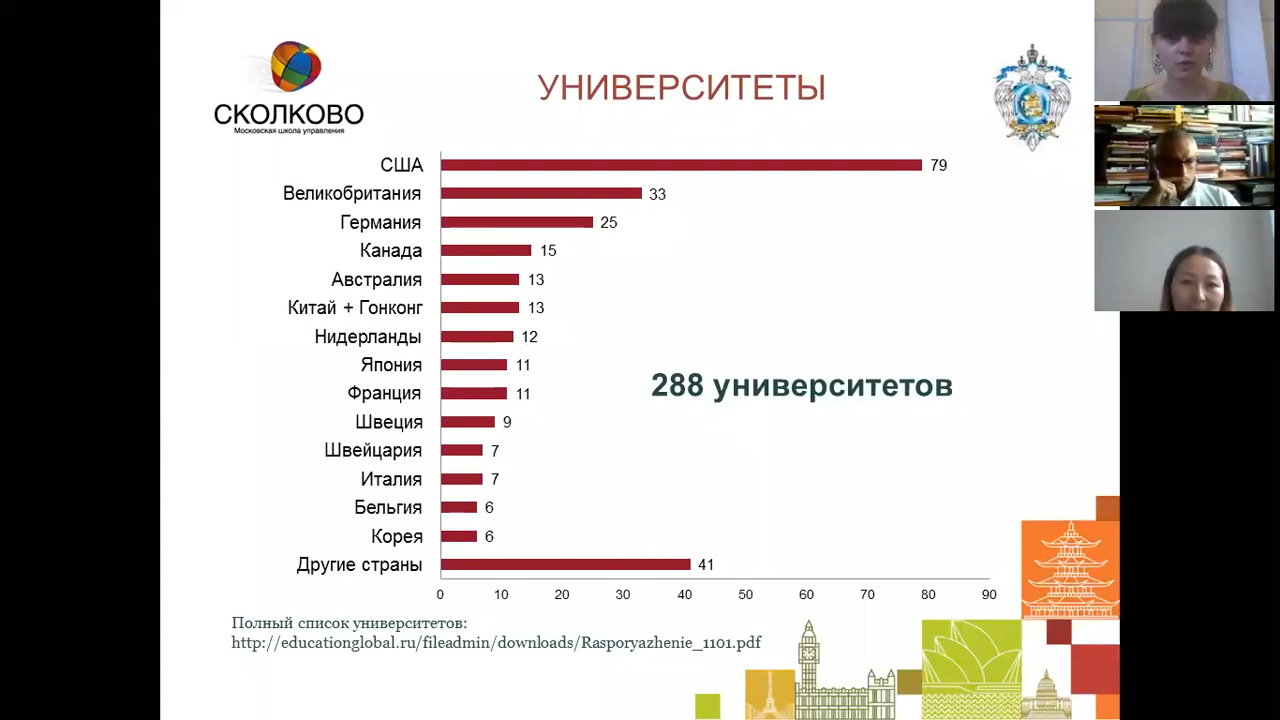 СКОЛКОВО
Московская школа управления
УНИВЕРСИТЕТЫ
США 79
Великобритания 33
Германия 25
Канада 15
Австралия 13
Китай + Гонконг 13
Нидерланды 12
Япония 11
Франция 11
Швеция 9
Швейцария 7
Италия 7
Бельгия 6
Корея 6
Другие страны 41
0 10 20 30 40 50 60 70 80 90
288 университетов
Полный список университетов:
http://educationglobal.ru/fileadmin/downloads/Rasporyazhenie_1101.pdf